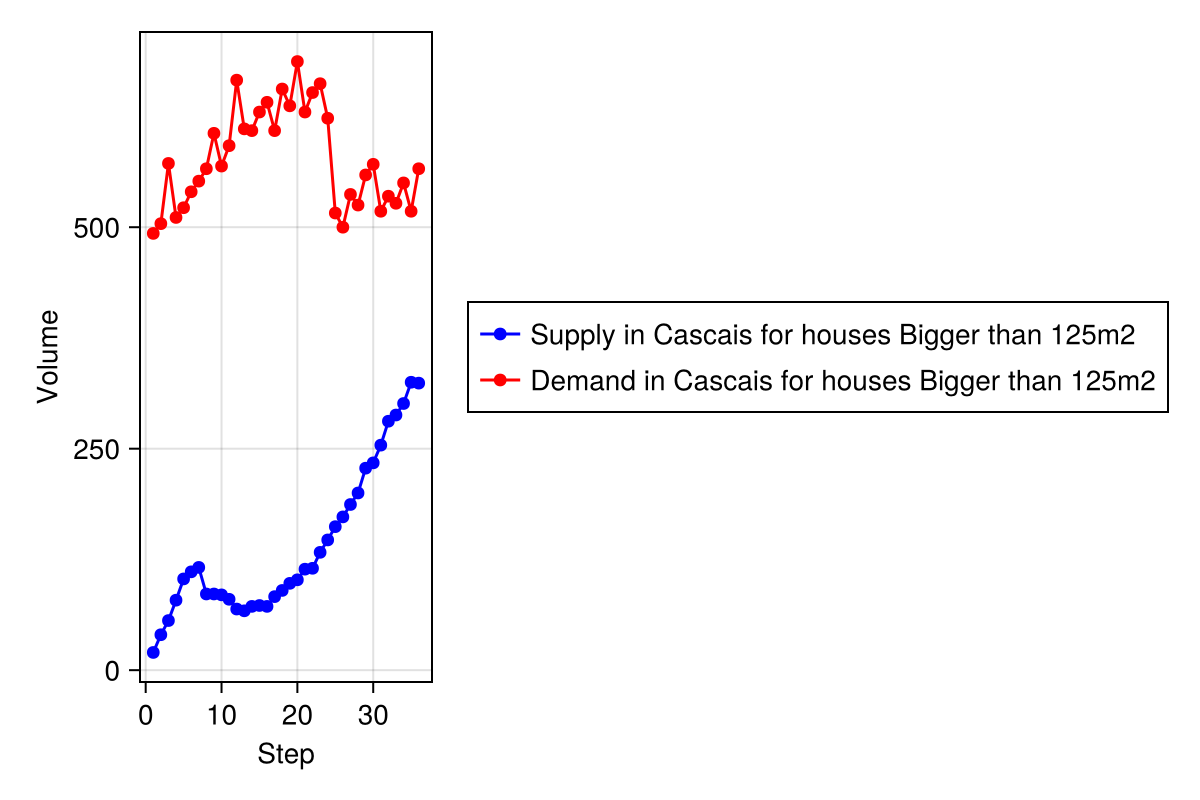 Volume
500
250
0
0 10 20 30
Step
Supply in Cascais for houses Bigger than 125m2
Demand in Cascais for houses Bigger than 125m2